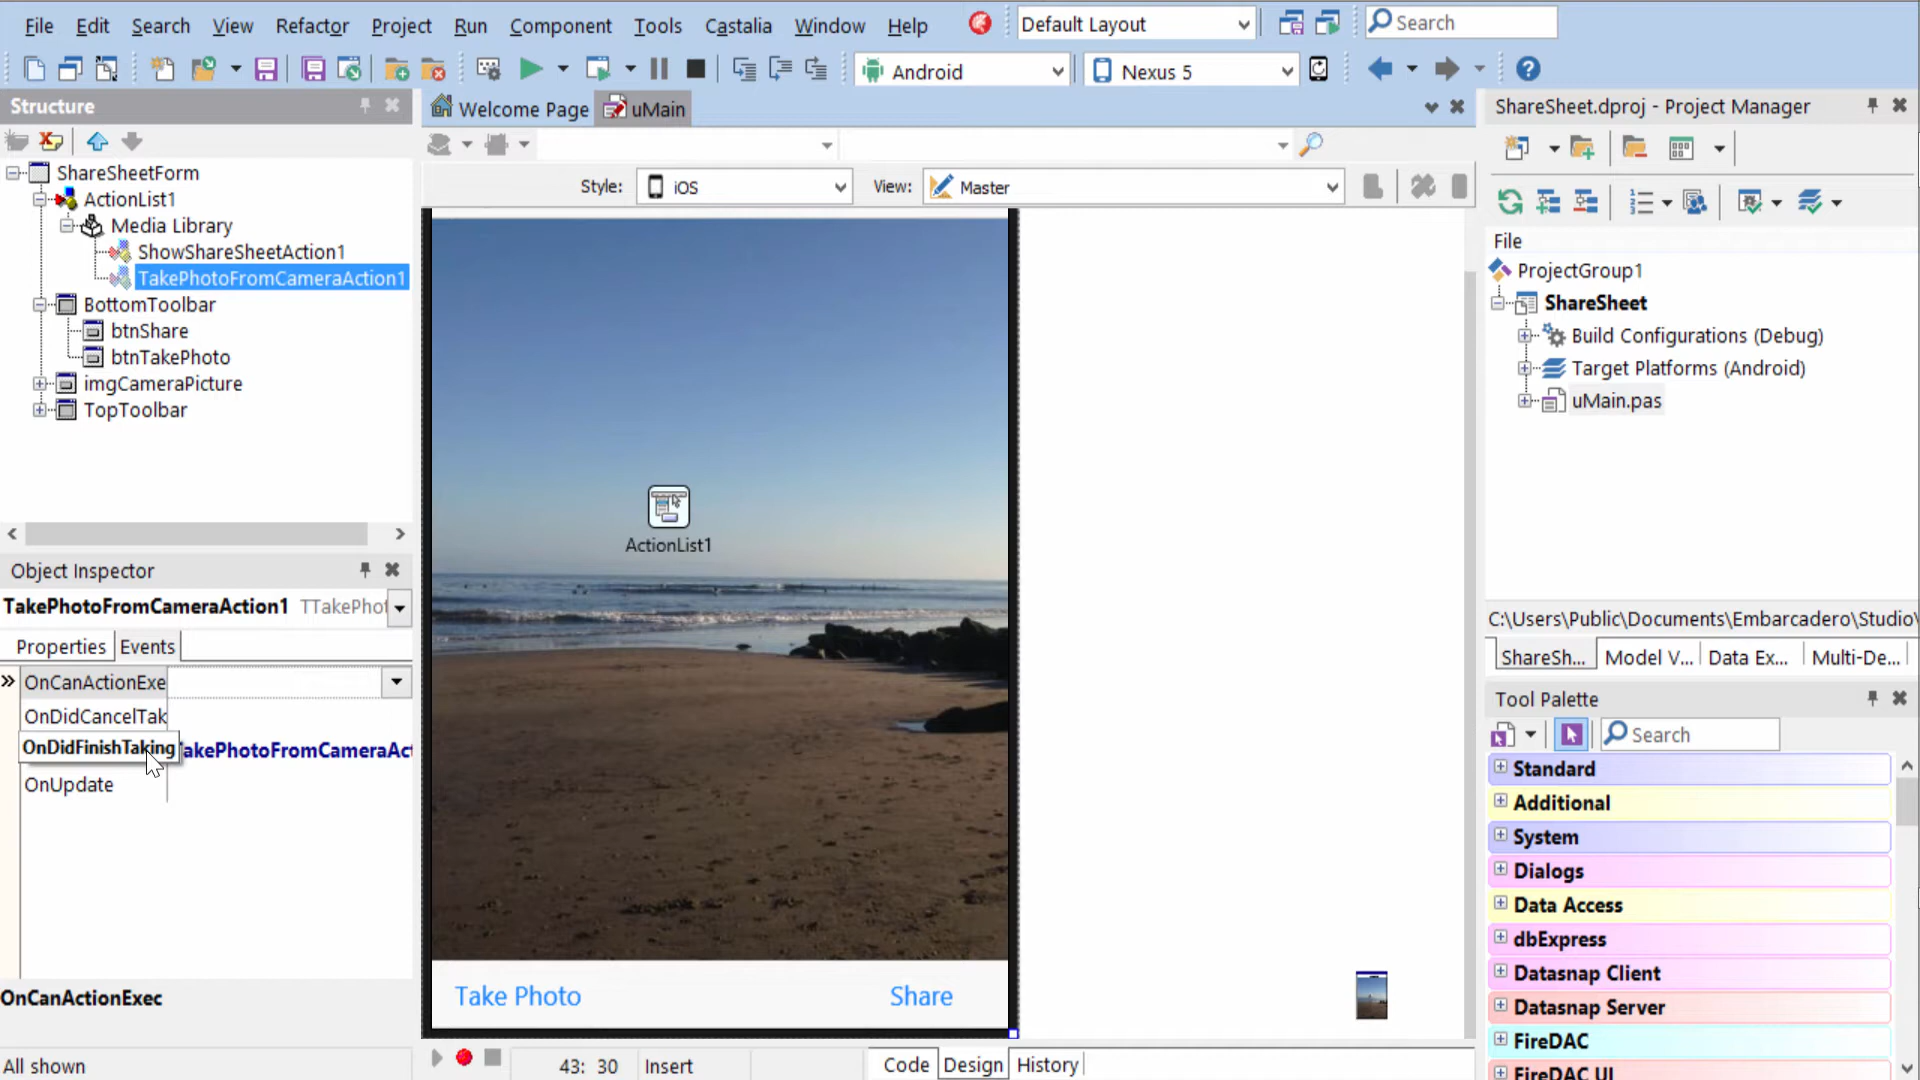 File Edit Search View Refactor Project Run Component Tools Castalia Window Help Default Layout Search
Android Nexus 5
Structure
ShareSheetForm
ActionList1
Media Library
ShowShareSheetAction1
TakePhotoFromCameraAction1
BottomToolbar
btnShare
btnTakePhoto
imgCameraPicture
TopToolbar
Object Inspector
TakePhotoFromCameraAction1 TTakePhot
Properties Events
OnCanActionExe
OnDidCancelTak
OnDidFinishTaking akePhotoFromCameraAct
OnUpdate
OnCanActionExec
All shown
Welcome Page uMain
Style: iOS View: Master
ActionList1
Take Photo Share
43: 30 Insert Code Design History
ShareSheet.dproj - Project Manager
File
ProjectGroup1
ShareSheet
Build Configurations (Debug)
Target Platforms (Android)
uMain.pas
C:\Users\Public\Documents\Embarcadero\Studio\
ShareSh... Model V... Data Ex... Multi-De...
Tool Palette
Search
Standard
Additional
System
Dialogs
Data Access
dbExpress
Datasnap Client
Datasnap Server
FireDAC
FireDAC UI